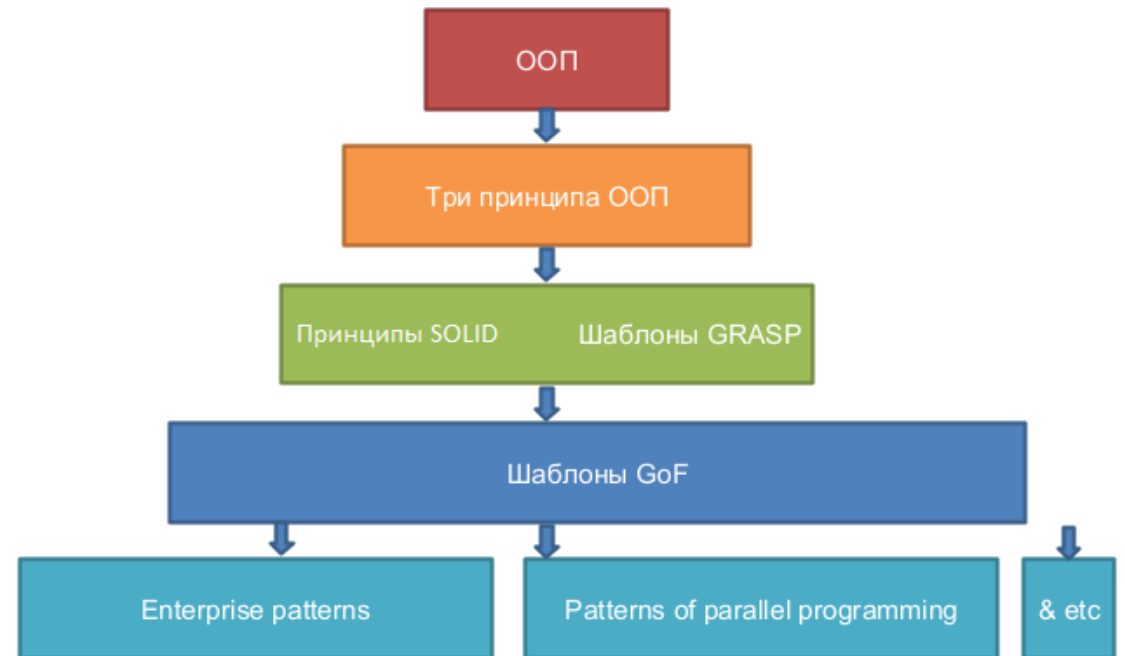 ООП
Три принципа ООП
Принципы SOLID
Шаблоны GRASP
Шаблоны GoF
Enterprise patterns
Patterns of parallel programming
& etc